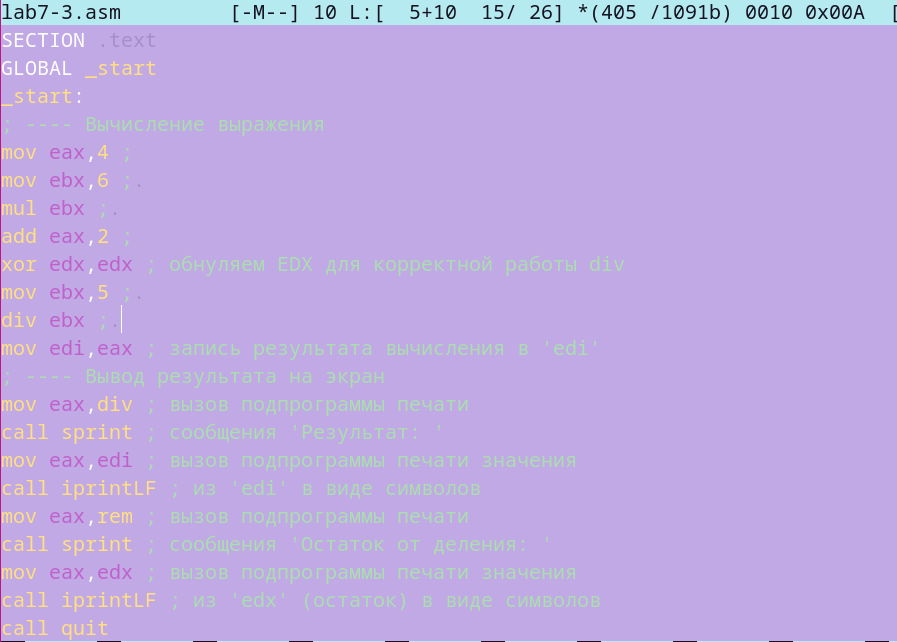 lab7-3.asm [-M--] 10 L:[ 5+10 15/ 26] *(405 /1091b) 0010 0x00A [
SECTION .text
GLOBAL _start
_start:
; ---- Вычисление выражения
mov eax,4 ;
mov ebx,6 ;.
mul ebx ;.
add eax,2 ;
xor edx,edx ; обнуляем EDX для корректной работы div
mov ebx,5 ;.
div ebx ;.
mov edi,eax ; запись результата вычисления в 'edi'
; ---- Вывод результата на экран
mov eax,div ; вызов подпрограммы печати
call sprint ; сообщения 'Результат: '
mov eax,edi ; вызов подпрограммы печати значения
call iprintLF ; из 'edi' в виде символов
mov eax,rem ; вызов подпрограммы печати
call sprint ; сообщения 'Остаток от деления: '
mov eax,edx ; вызов подпрограммы печати значения
call iprintLF ; из 'edx' (остаток) в виде символов
call quit